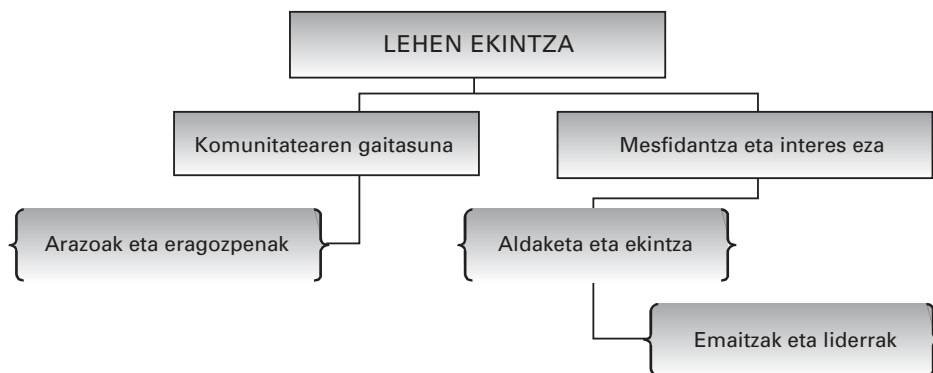 LEHEN EKINTZA
Komunitatearen gaitasuna
Mesfidantza eta interes eza
Arazoak eta eragozpenak
Aldaketa eta ekintza
Emaitzak eta liderrak